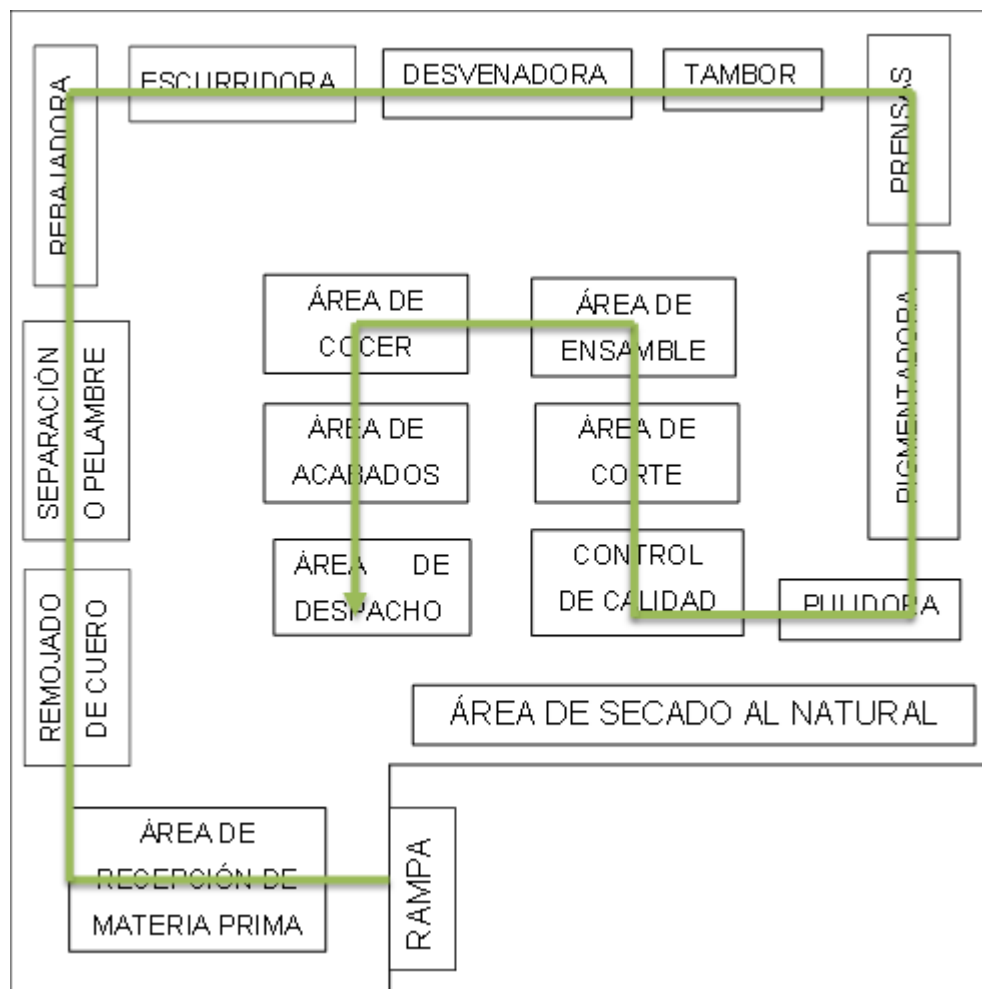 ESCURRIDORA
DESVENADORA
TAMBOR
PRENSAS
REBAJADORA
ÁREA DE
COCER
ÁREA DE
ENSAMBLE
PIGMENTADORA
SEPARACIÓN
O PELAMBRE
ÁREA DE
ACABADOS
ÁREA DE
CORTE
ÁREA DE
DESPACHO
CONTROL
DE CALIDAD
PULIDORA
REMOJADO
DE CUERO
ÁREA DE SECADO AL NATURAL
ÁREA DE
RECEPCIÓN DE
MATERIA PRIMA
RAMPA